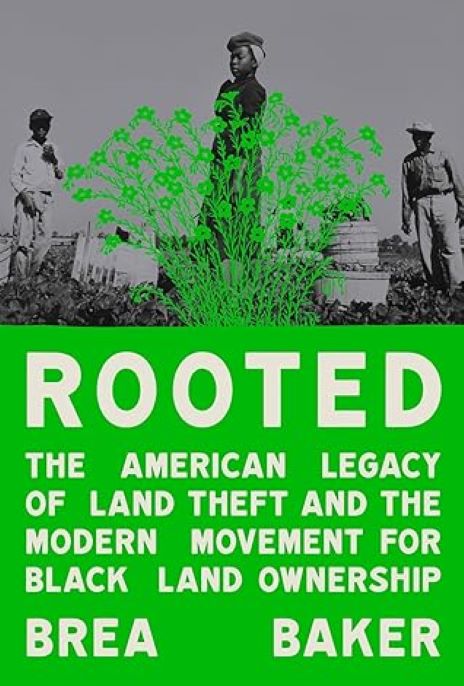 ROOTED
THE AMERICAN LEGACY
OF LAND THEFT AND THE
MODERN MOVEMENT FOR
BLACK LAND OWNERSHIP
BREA BAKER